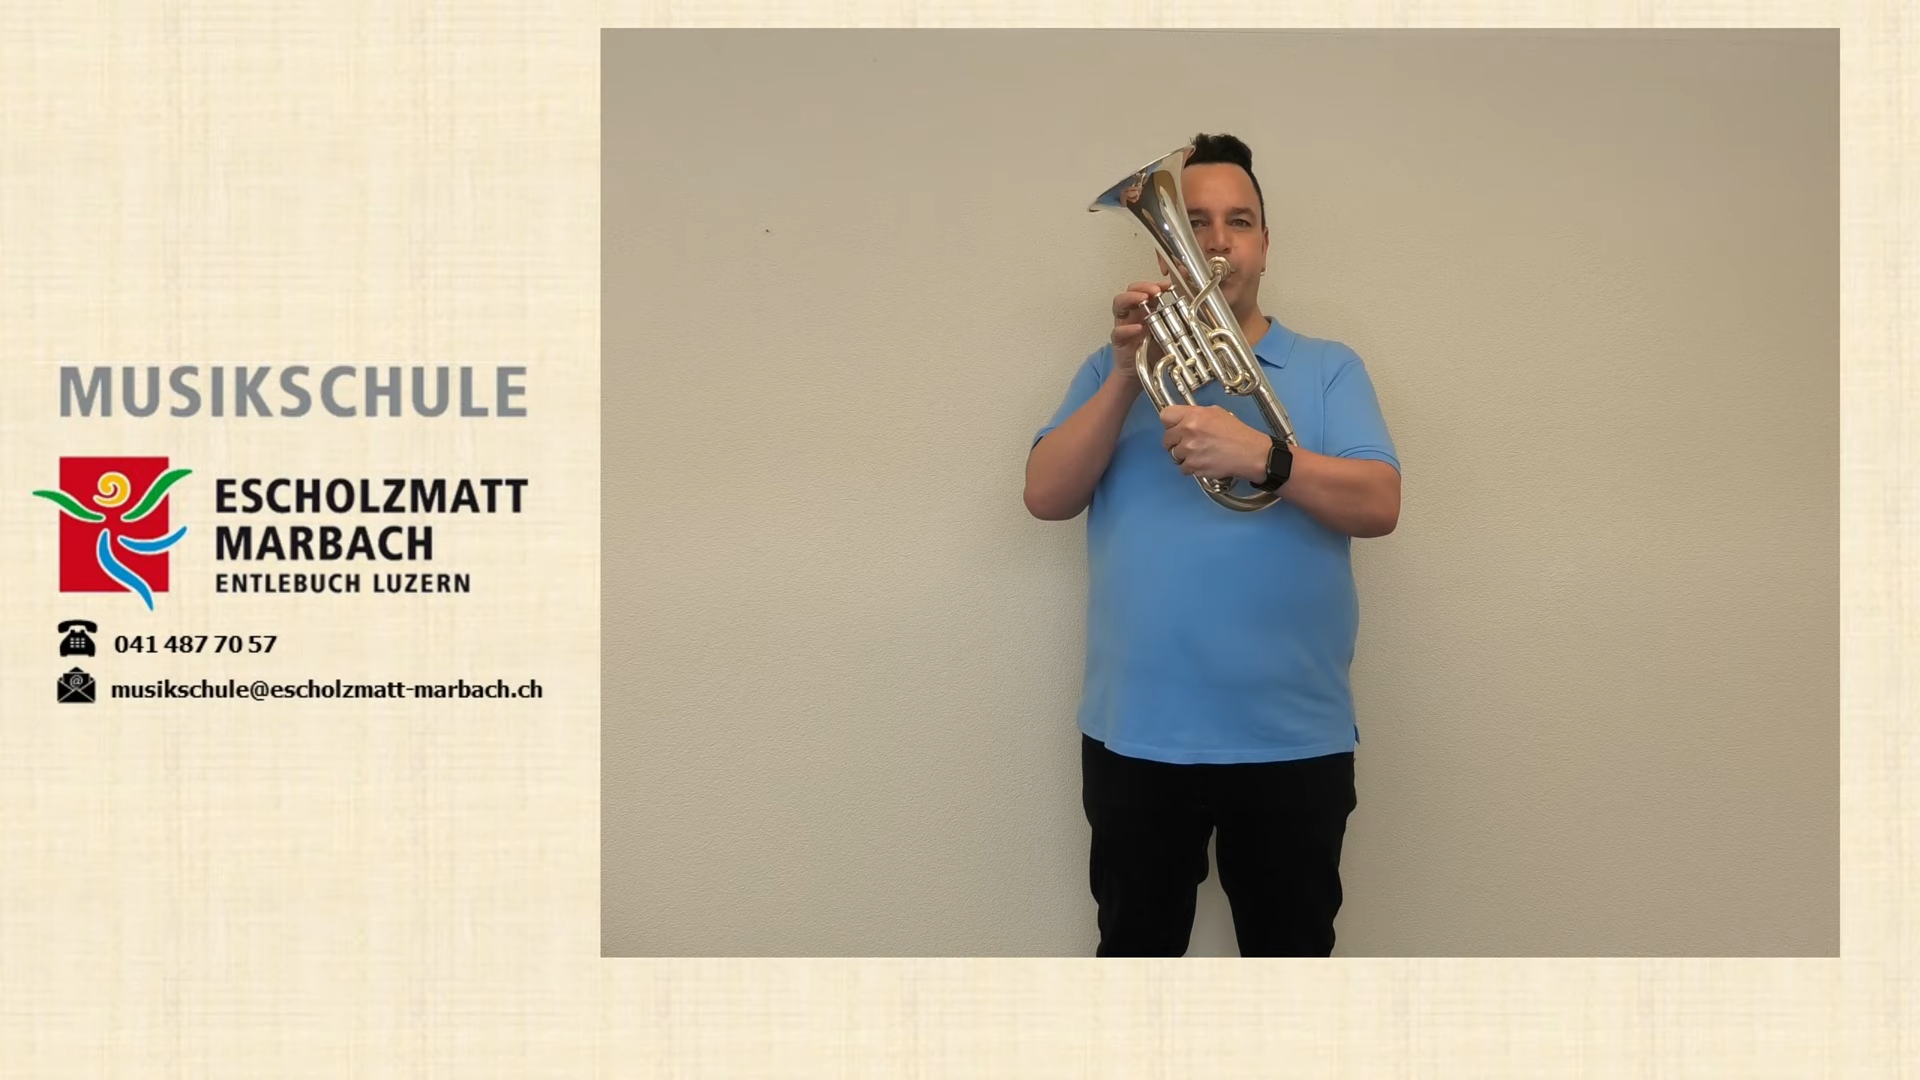 MUSIKSCHULE
ESCHOLZMATT
MARBACH
ENTLEBUCH LUZERN
041 487 70 57
musikschule@escholzmatt-marbach.ch